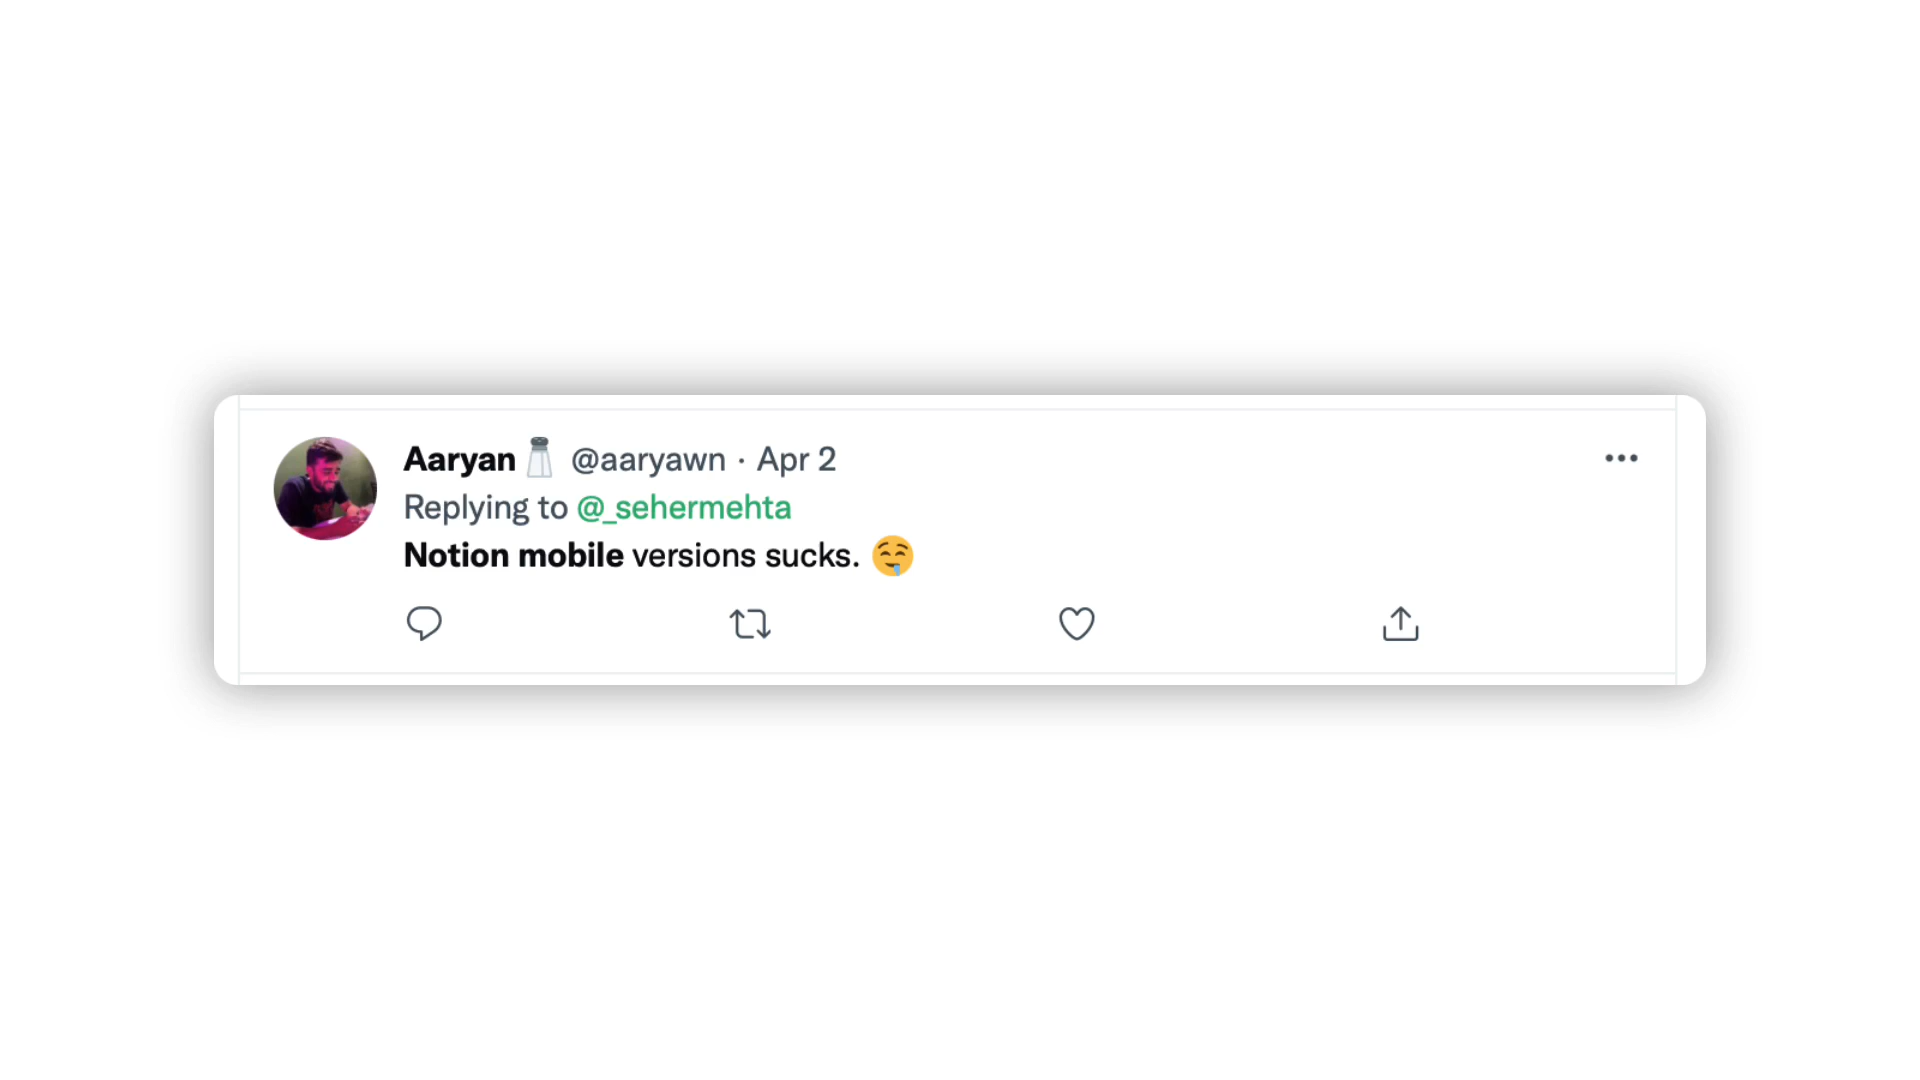 Aaryan🧂 @aaryawn · Apr 2
Replying to @_sehermehta
Notion mobile versions sucks. 🤤